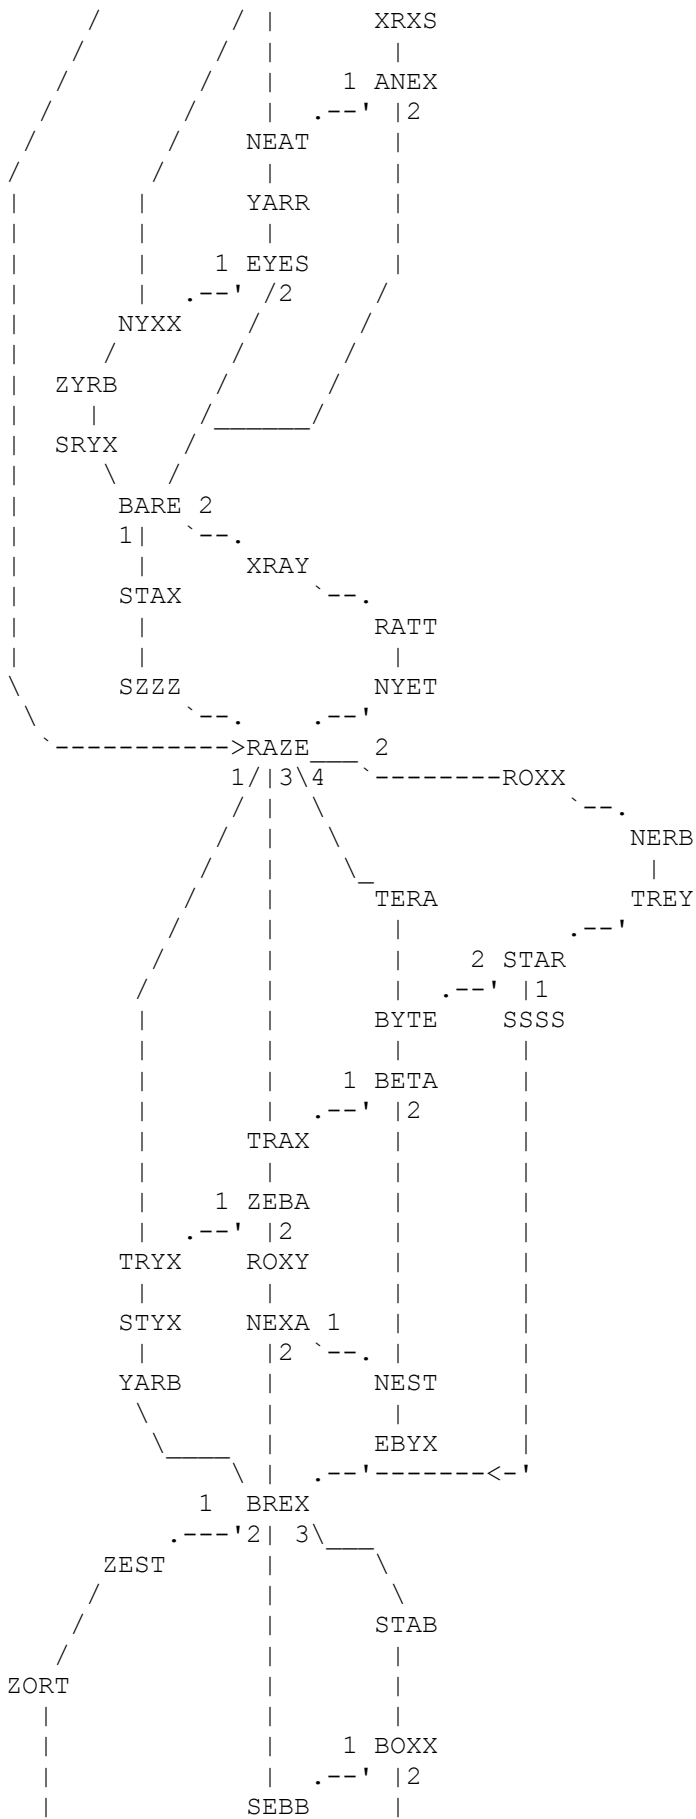 XRXS
1 ANEX
2
NEAT
YARR
1 EYES
2
NYXX
ZYRB
SRYX
BARE 2
1
XRAY
STAX
RATT
SZZZ NYET
RAZE 2
1 3 4 ROXX
NERB
TERA TREY
2 STAR
1
BYTE SSSS
1 BETA
2
TRAX
1 ZEBA
2
TRYX ROXY
STYX NEXA 1
2
YARB NEST
EBYX
1 BREX
2 3
ZEST
STAB
ZORT
1 BOXX
2
SEBB